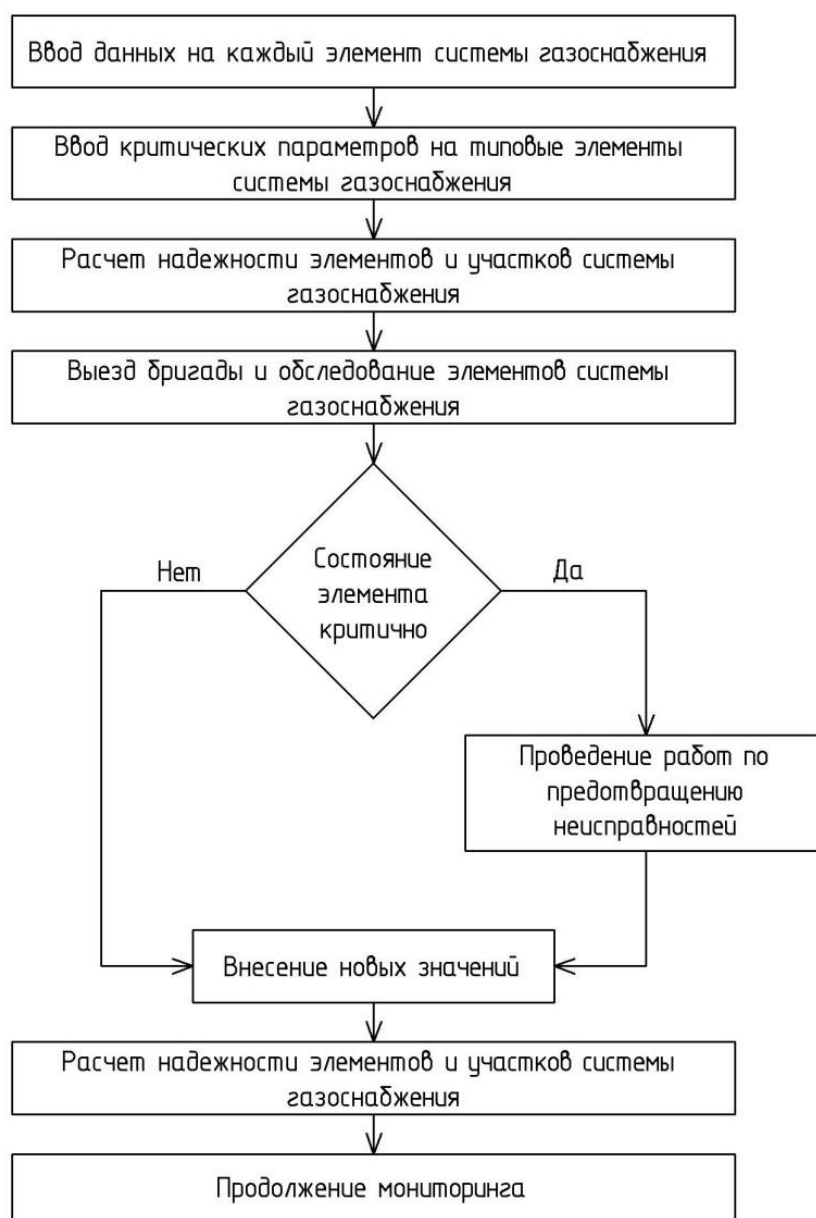 Ввод данных на каждый элемент системы газоснабжения
Ввод критических параметров на типовые элементы
системы газоснабжения
Расчет надежности элементов и участков системы
газоснабжения
Выезд бригады и обследование элементов системы
газоснабжения
Нет
Состояние
элемента
критично
Да
Проведение работ по
предотвращению
неисправностей
Внесение новых значений
Расчет надежности элементов и участков системы
газоснабжения
Продолжение мониторинга